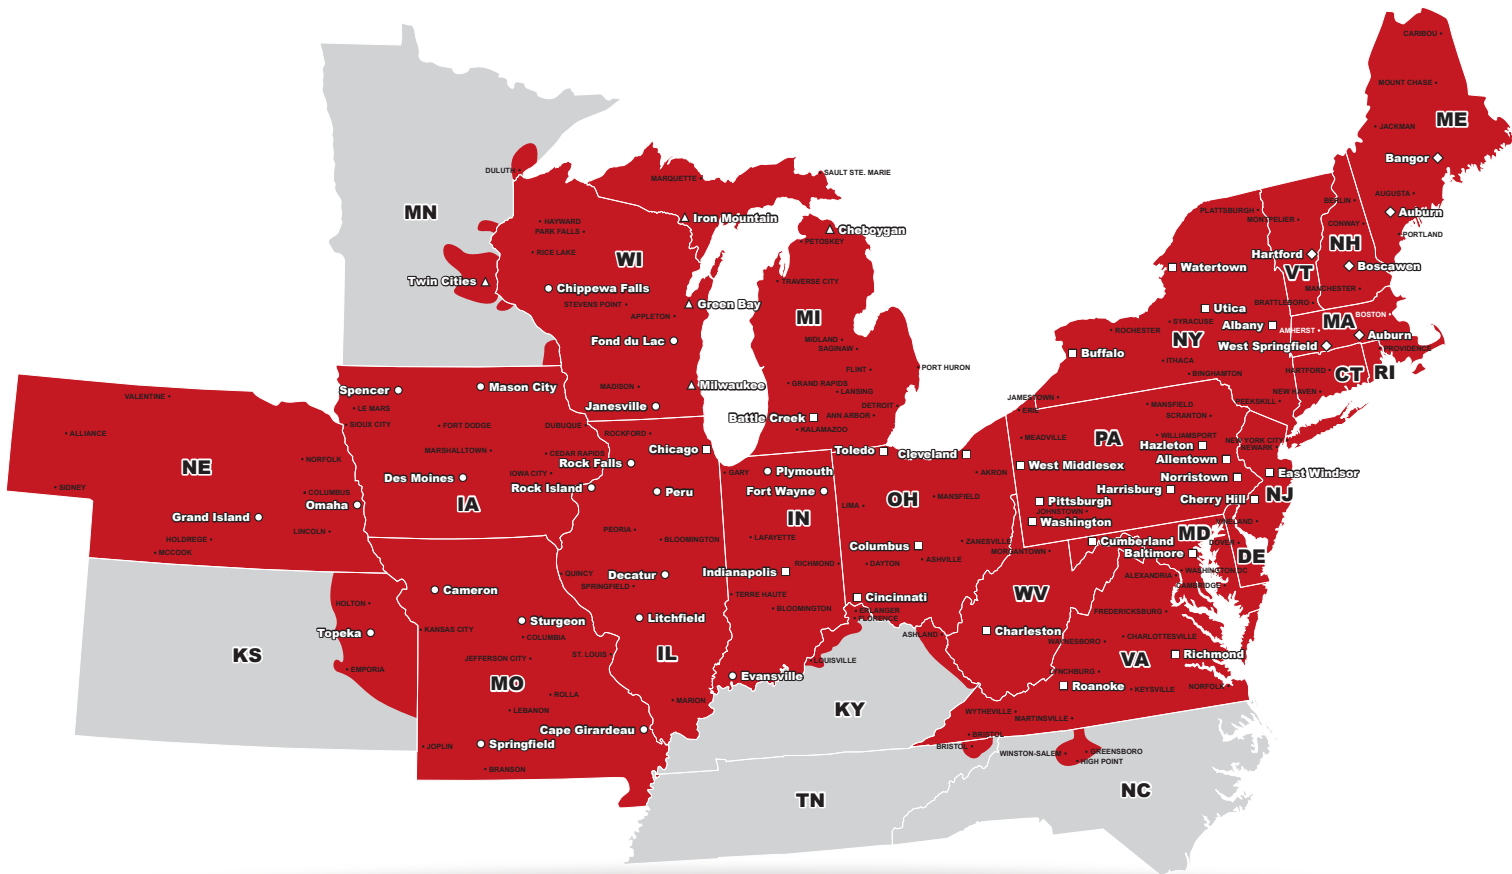 CARIBOU
MOUNT CHASE
ME
JACKMAN
Bangor
DULUTH
MARQUETTE
SAULT STE. MARIE
AUGUSTA
BERLIN
MN
PLATTSBURGH
MONTPELIER
Auburn
HAYWARD
Iron Mountain
CONWAY
PARK FALLS
Cheboygan
PORTLAND
PETOSKEY
NH
RICE LAKE
WI
Hartford
Boscawen
Watertown
VT
Twin Cities
TRAVERSE CITY
Chippewa Falls
MANCHESTER
STEVENS POINT
Green Bay
BRATTLEBORO
Utica
APPLETON
MI
BOSTON
SYRACUSE
MA
ROCHESTER
Albany
AMHERST
Fond du Lac
MIDLAND
NY
Auburn
SAGINAW
West Springfield
PROVIDENCE
Buffalo
ITHACA
PORT HURON
FLINT
HARTFORD
CT
RI
BINGHAMTON
Spencer
Mason City
MADISON
Milwaukee
GRAND RAPIDS
LANSING
NEW HAVEN
VALENTINE
JAMESTOWN
PEEKSKILL
LE MARS
Janesville
DETROIT
ERIE
MANSFIELD
Battle Creek
ANN ARBOR
SCRANTON
SIOUX CITY
FORT DODGE
DUBUQUE
KALAMAZOO
ALLIANCE
ROCKFORD
MEADVILLE
PA
WILLIAMSPORT
NEW YORK CITY
Chicago
Toledo
Cleveland
Hazleton
NEWARK
MARSHALLTOWN
CEDAR RAPIDS
NORFOLK
Allentown
Rock Falls
West Middlesex
NE
IOWA CITY
GARY
Plymouth
AKRON
East Windsor
Des Moines
Norristown
SIDNEY
Rock Island
Peru
Fort Wayne
Harrisburg
NJ
COLUMBUS
MANSFIELD
OH
Cherry Hill
Omaha
IA
LIMA
Pittsburgh
JOHNSTOWN
Grand Island
IN
Washington
VINELAND
LINCOLN
PEORIA
MD
HOLDREGE
BLOOMINGTON
LAFAYETTE
ZANESVILLE
Cumberland
DOVER
Columbus
MORGANTOWN
Baltimore
MCCOOK
DE
ASHVILLE
RICHMOND
DAYTON
QUINCY
Decatur
Indianapolis
WASHINGTON DC
ALEXANDRIA
SPRINGFIELD
CAMBRIDGE
Cameron
TERRE HAUTE
WV
Cincinnati
HOLTON
BLOOMINGTON
ERLANGER
FREDERICKSBURG
Litchfield
FLORENCE
Sturgeon
KANSAS CITY
Charleston
Topeka
ASHLAND
COLUMBIA
CHARLOTTESVILLE
WAYNESBORO
KS
IL
ST. LOUIS
Richmond
JEFFERSON CITY
LOUISVILLE
VA
EMPORIA
LYNCHBURG
Evansville
MO
Roanoke
KEYSVILLE
NORFOLK
ROLLA
MARION
LEBANON
KY
WYTHEVILLE
MARTINSVILLE
Cape Girardeau
BRISTOL
Springfield
JOPLIN
BRISTOL
GREENSBORO
WINSTON-SALEM
HIGH POINT
BRANSON
NC
TN